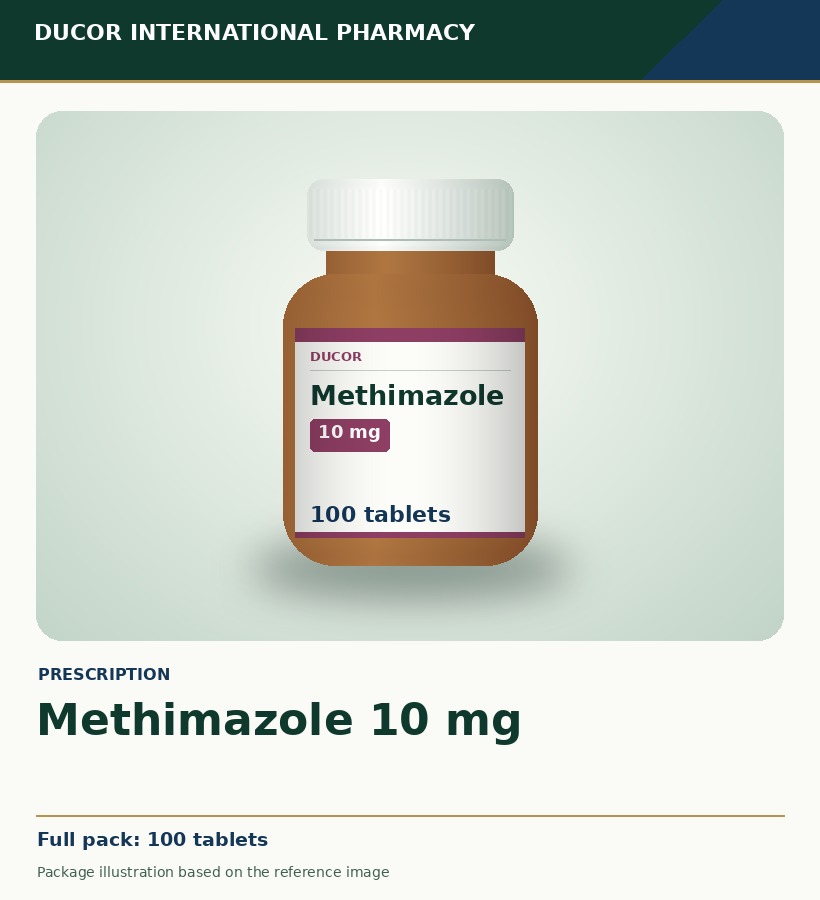 DUCOR INTERNATIONAL PHARMACY
DUCOR
Methimazole
10 mg
100 tablets
PRESCRIPTION
Methimazole 10 mg
Full pack: 100 tablets
Package illustration based on the reference image